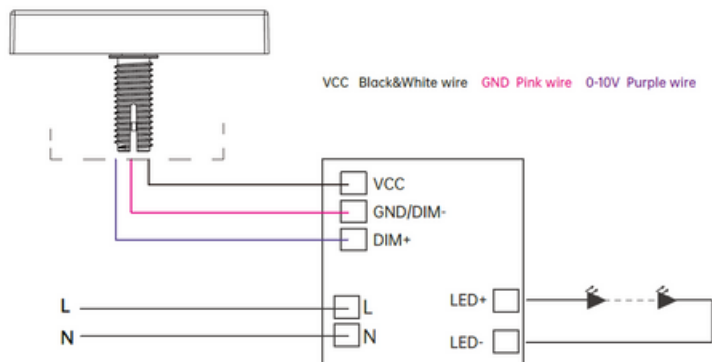 VCC Black&White wire GND Pink wire 0-10V Purple wire
VCC
GND/DIM-
DIM+
L L
N N
LED+
LED-